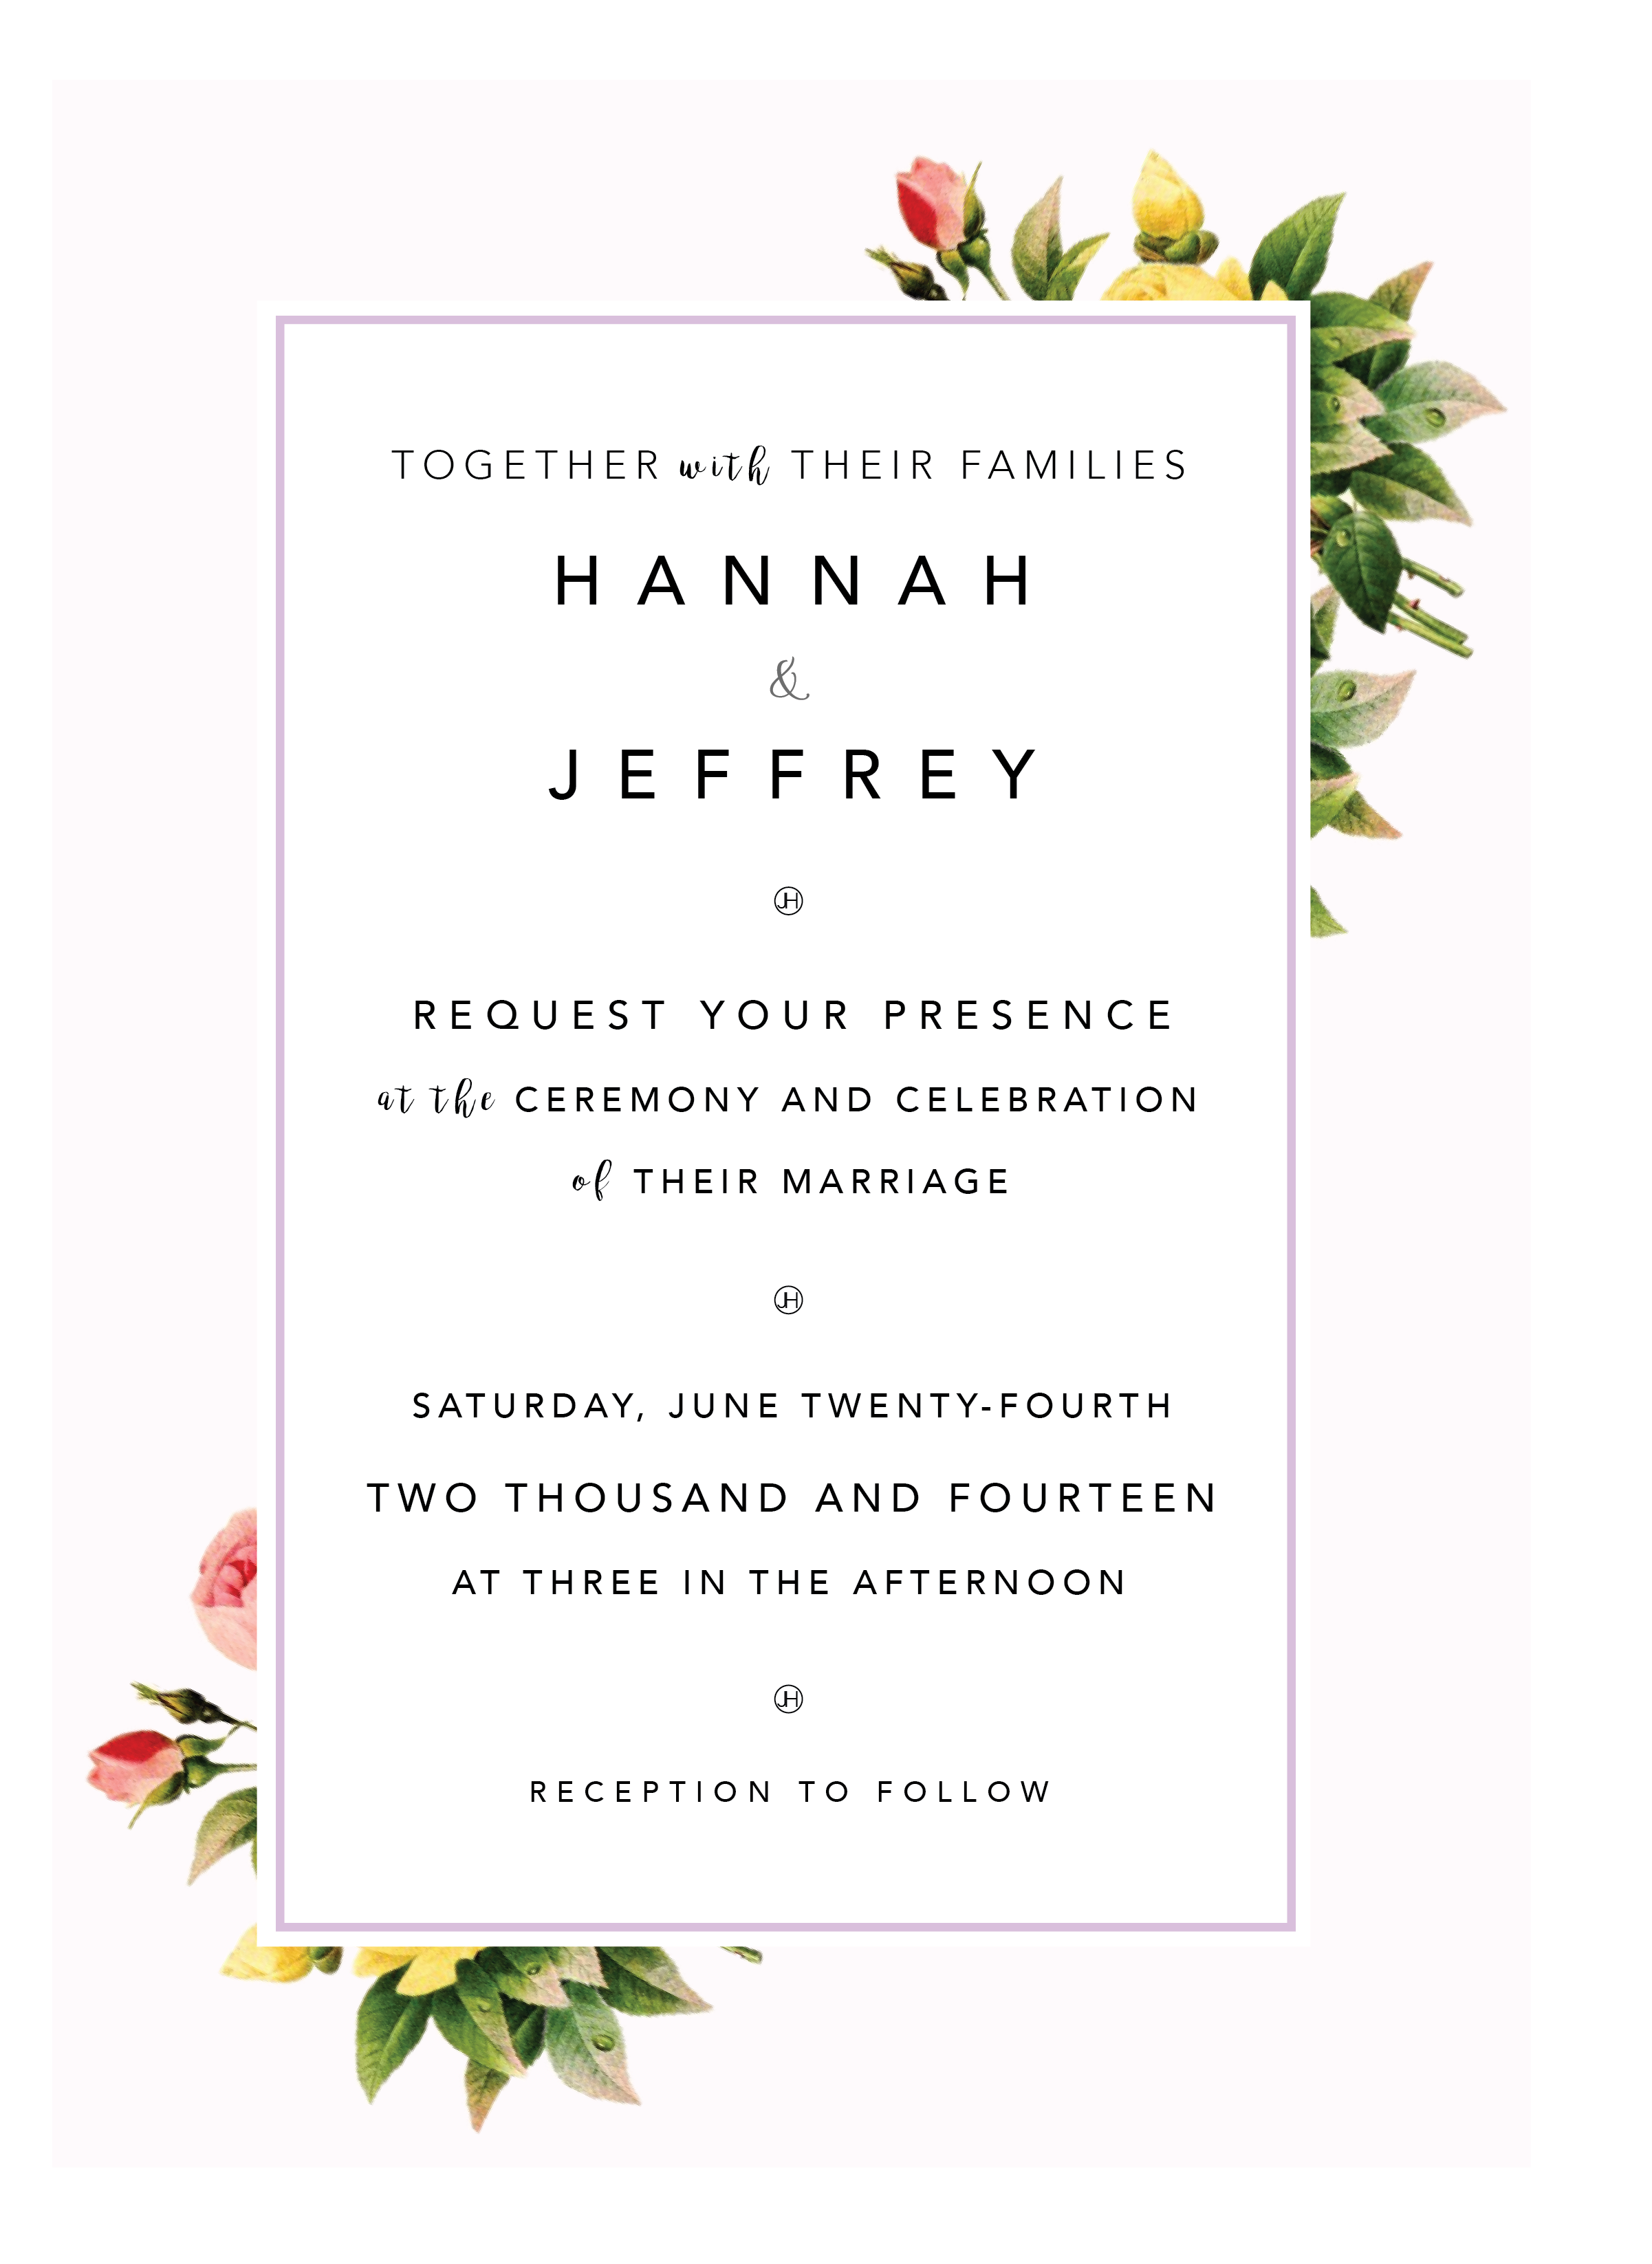 TOGETHER with THEIR FAMILIES
HANNAH
&
JEFFREY
JH
REQUEST YOUR PRESENCE
at the CEREMONY AND CELEBRATION
of THEIR MARRIAGE
JH
SATURDAY, JUNE TWENTY-FOURTH
TWO THOUSAND AND FOURTEEN
AT THREE IN THE AFTERNOON
JH
RECEPTION TO FOLLOW